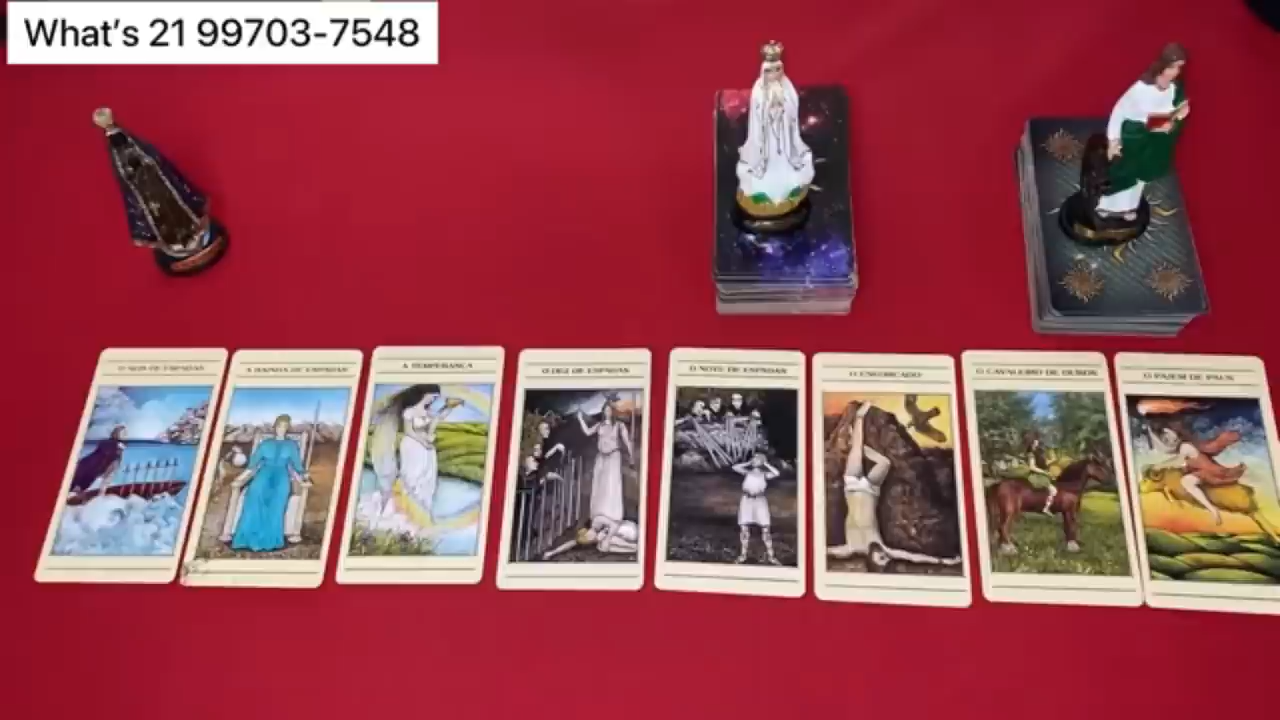 What's 21 99703-7548
O SEIS DE ESPADAS
A RAINHA DE ESPADAS
A TEMPERANÇA
O DEZ DE ESPADAS
O NOVE DE ESPADAS
O ENFORCADO
O CAVALEIRO DE OUROS
O PAJEM DE PAUS